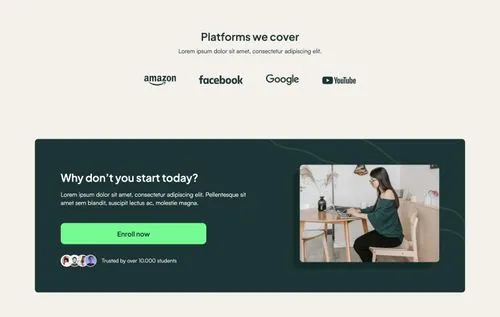 Platforms we cover
Lorem ipsum dolor sit amet, consectetur adipiscing elit.
amazon
facebook
Google
YouTube
Why don't you start today?
Lorem ipsum dolor sit amet, consectetur adipiscing elit. Pellentesque sit
amet sem blandit, suscipit lectus ac, molestie magna.
Enroll now
Trusted by over 10.000 students